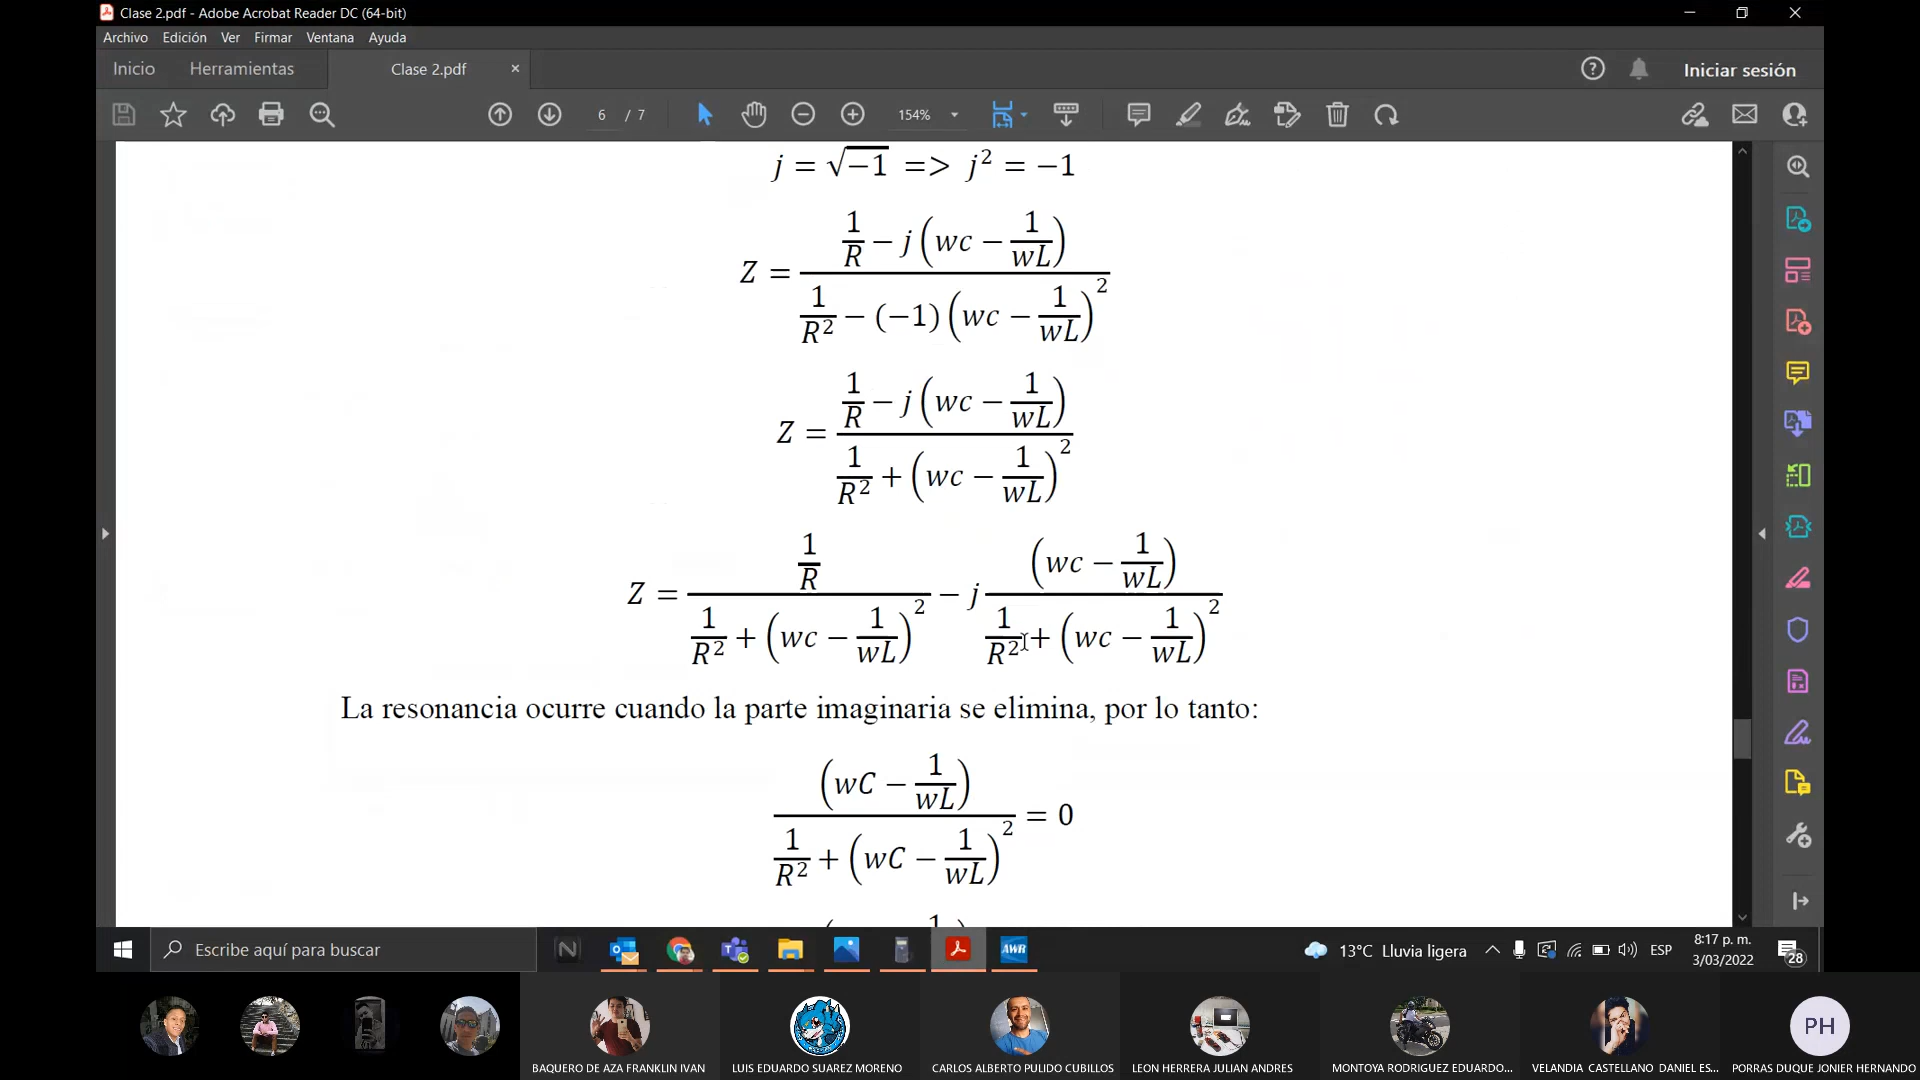 Clase 2.pdf - Adobe Acrobat Reader DC (64-bit)
Archivo Edición Ver Firmar Ventana Ayuda
Inicio Herramientas Clase 2.pdf × Iniciar sesión
6 / 7 154%
j = √−1 => j² = −1
Z = (1/R − j(wc − 1/wL)) / (1/R² − (−1)(wc − 1/wL)²)
Z = (1/R − j(wc − 1/wL)) / (1/R² + (wc − 1/wL)²)
Z = (1/R) / (1/R² + (wc − 1/wL)²) − j (wc − 1/wL) / (1/R² + (wc − 1/wL)²)
La resonancia ocurre cuando la parte imaginaria se elimina, por lo tanto:
(wC − 1/wL) / (1/R² + (wC − 1/wL)²) = 0
1
Escribe aquí para buscar
AWR
13°C Lluvia ligera
ESP
8:17 p. m.
3/03/2022
28
PH
BAQUERO DE AZA FRANKLIN IVAN
LUIS EDUARDO SUAREZ MORENO
CARLOS ALBERTO PULIDO CUBILLOS
LEON HERRERA JULIAN ANDRES
MONTOYA RODRIGUEZ EDUARDO...
VELANDIA CASTELLANO DANIEL ES...
PORRAS DUQUE JONIER HERNANDO